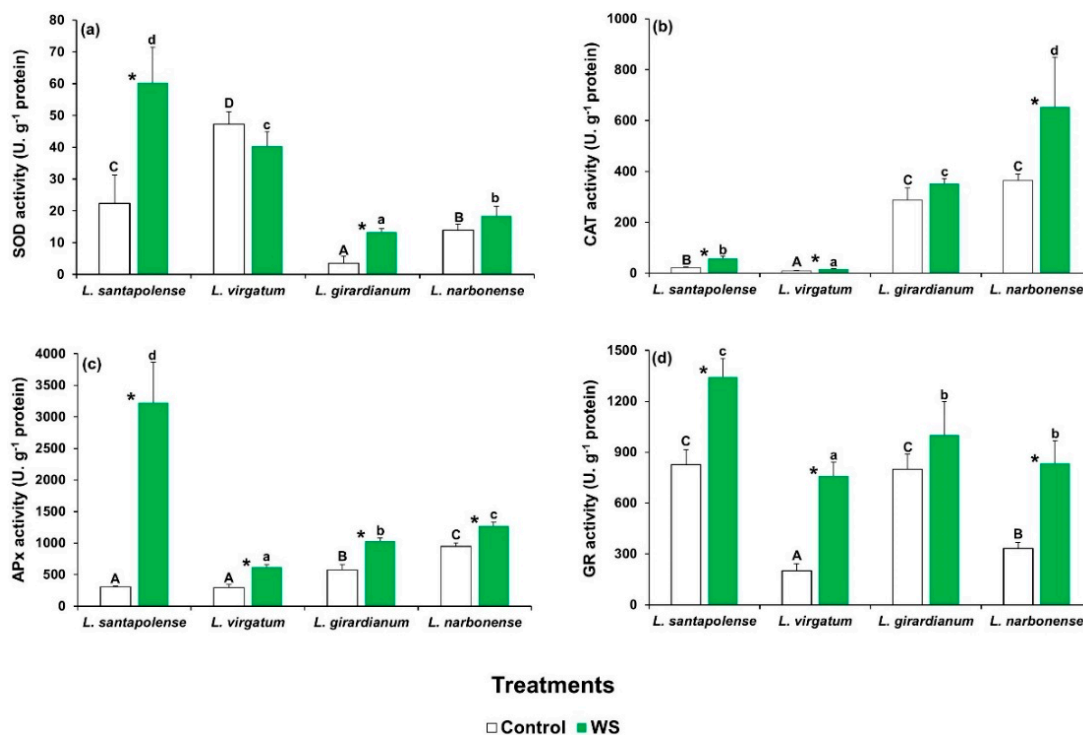 (a)
SOD activity (U. g⁻¹ protein)
80
70
60
50
40
30
20
10
0
C
*
d
D
c
A
*
a
B
b
L. santapolense L. virgatum L. girardianum L. narbonense
(b)
CAT activity (U. g⁻¹ protein)
1000
800
600
400
200
0
B
*
b
A
*
a
C
c
C
*
d
L. santapolense L. virgatum L. girardianum L. narbonense
(c)
APx activity (U. g⁻¹ protein)
4000
3500
3000
2500
2000
1500
1000
500
0
A
*
d
A
*
a
B
*
b
C
*
c
L. santapolense L. virgatum L. girardianum L. narbonense
(d)
GR activity (U. g⁻¹ protein)
1500
1200
900
600
300
0
C
*
c
A
*
a
C
b
B
*
b
L. santapolense L. virgatum L. girardianum L. narbonense
Treatments
Control WS